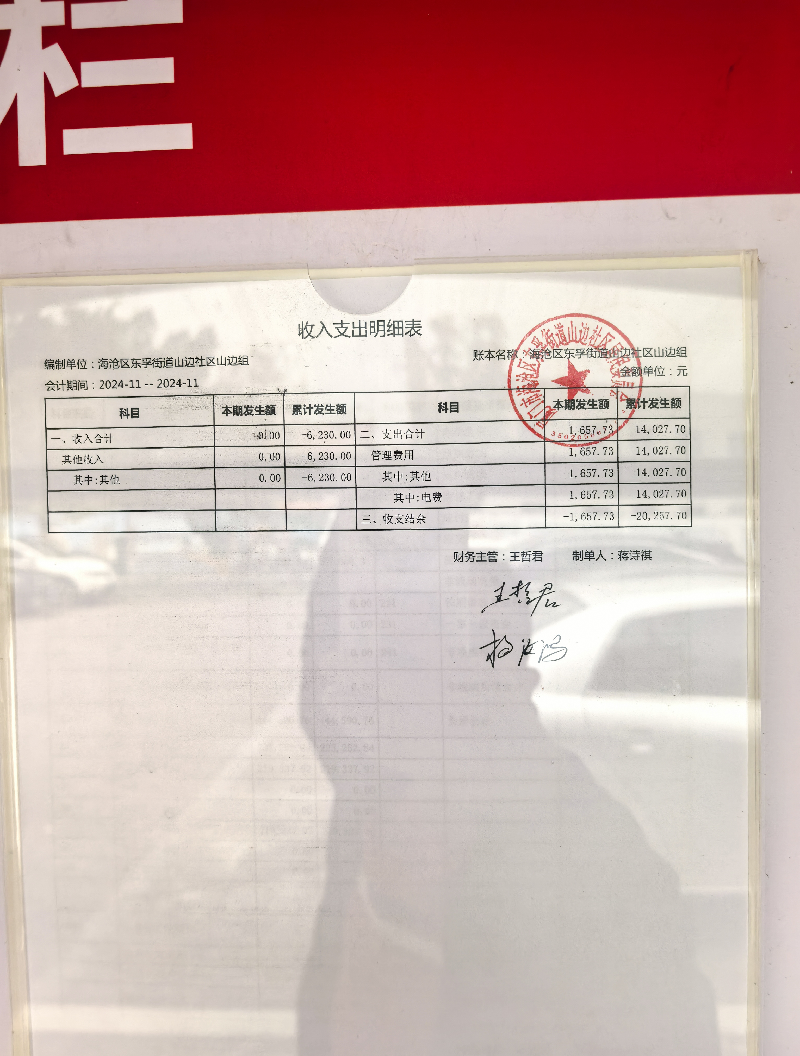 栏
收入支出明细表
编制单位：海沧区东孚街道山边社区山边组 账本名称：海沧区东孚街道山边社区山边组
会计期间：2024-11 -- 2024-11 金额单位：元
科目 本期发生额 累计发生额 科目 本期发生额 累计发生额
一、收入合计 0.00 -6,230.00 二、支出合计 1,657.73 14,027.70
其他收入 0.00 -6,230.00 管理费用 1,657.73 14,027.70
其中:其他 0.00 -6,230.00 其中:其他 1,657.73 14,027.70
其中:电费 1,657.73 14,027.70
三、收支结余 -1,657.73 -20,257.70
财务主管：王哲君 制单人：蒋诗祺
王哲君